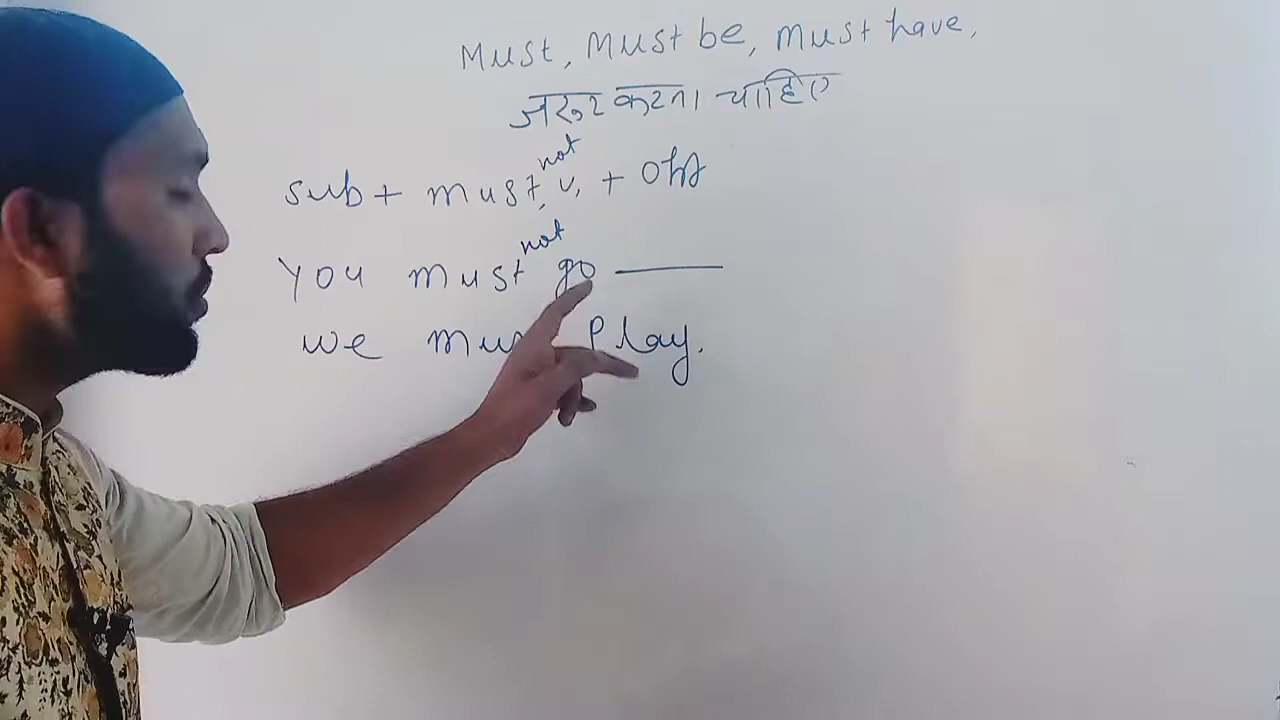 Must, Must be, Must have,
जरूर करना चाहिए
not
Sub + must, V, + Obj
not
You must go
We Must Play.